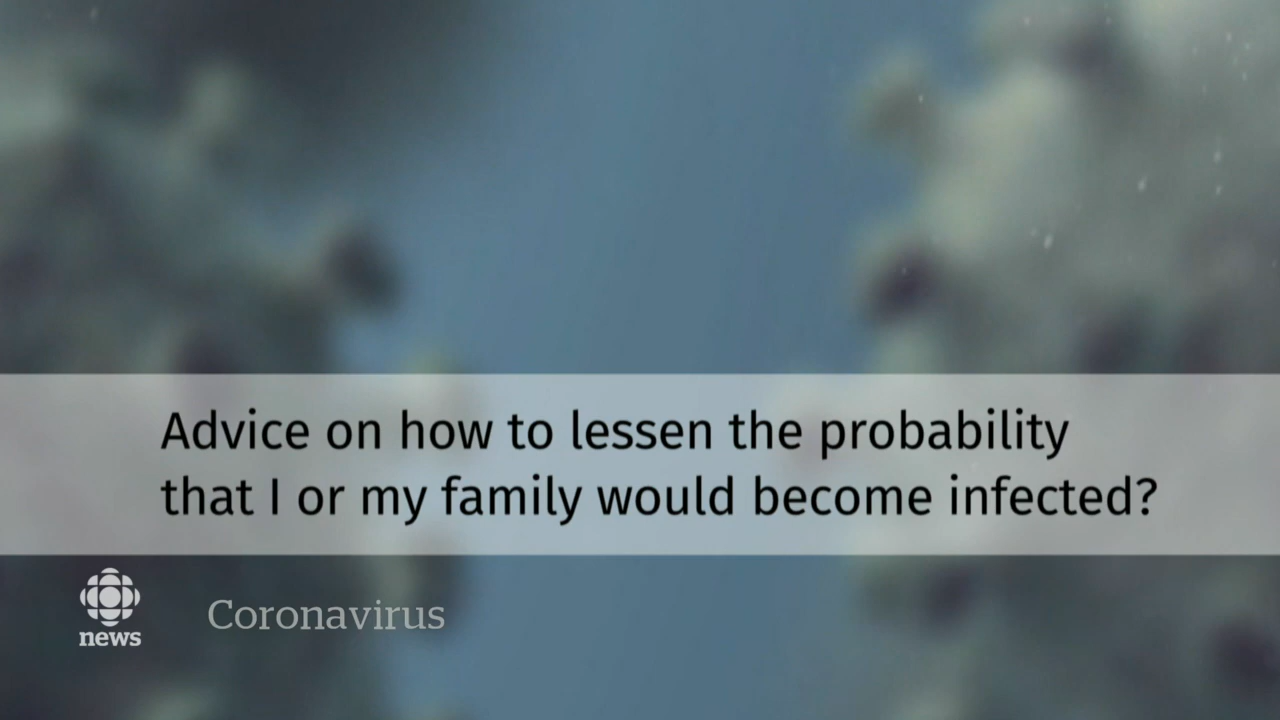 Advice on how to lessen the probability
that I or my family would become infected?
Coronavirus
news